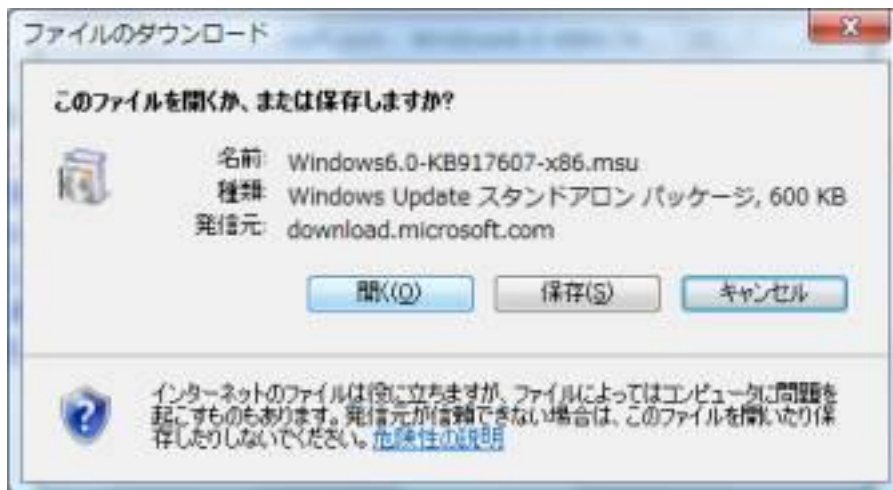 ファイルのダウンロード
このファイルを開くか、または保存しますか?
名前: Windows6.0-KB917607-x86.msu
種類: Windows Update スタンドアロン パッケージ, 600 KB
発信元: download.microsoft.com
開く(O) 保存(S) キャンセル
インターネットのファイルは役に立ちますが、ファイルによってはコンピュータに問題を
起こすものもあります。発信元が信頼できない場合は、このファイルを開いたり保
存したりしないでください。危険性の説明